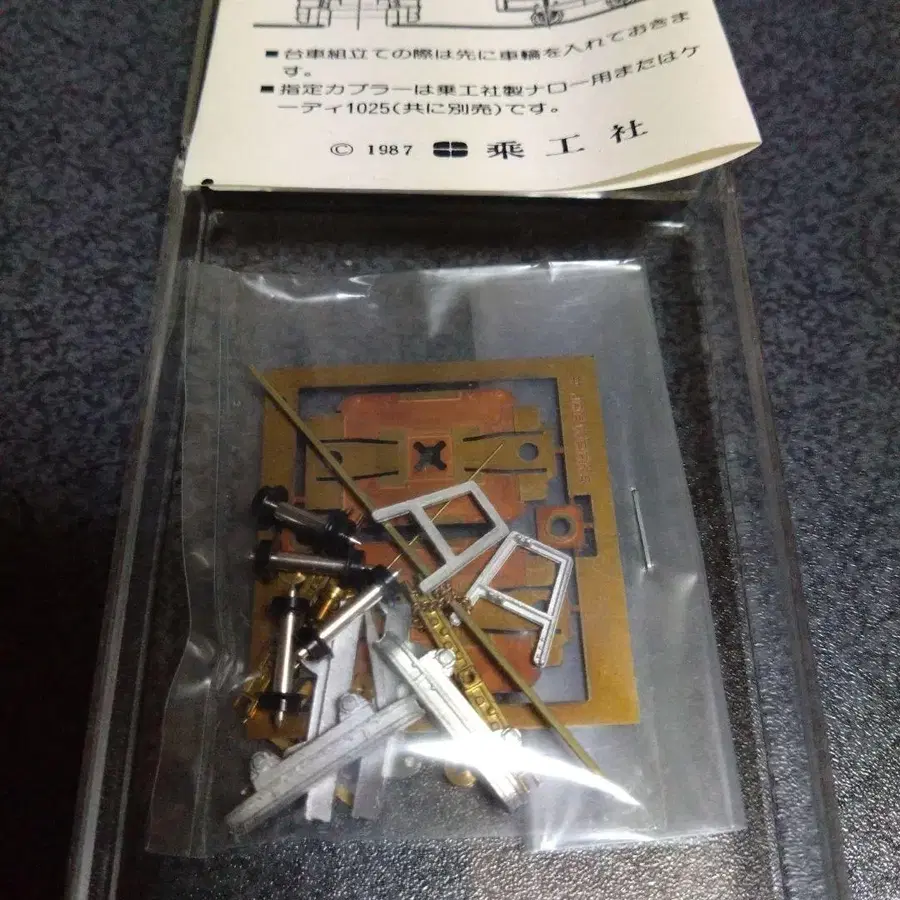 ■台車組立ての際は先に車輪を入れておきま
す。
■指定カプラーは乗工社製ナロー用またはケ
ーディ1025(共に別売)です。
© 1987 乗工社
JOE WORKS